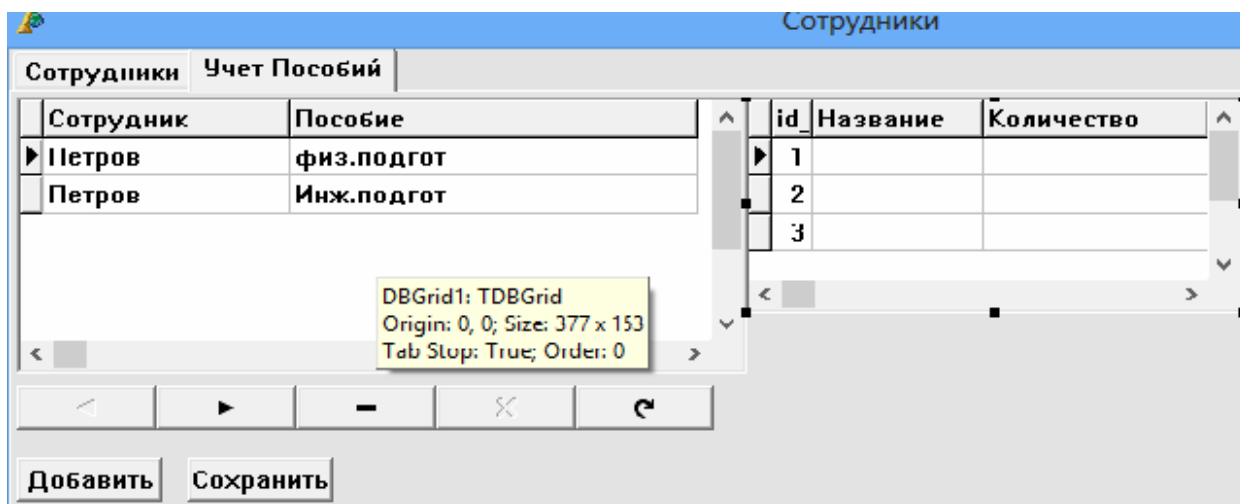 Сотрудники
Сотрудники Учет Пособий
Сотрудник Пособие
Петров физ.подгот
Петров Инж.подгот
id_ Название Количество
1
2
3
DBGrid1: TDBGrid
Origin: 0, 0; Size: 377 x 153
Tab Stop: True; Order: 0
Добавить Сохранить